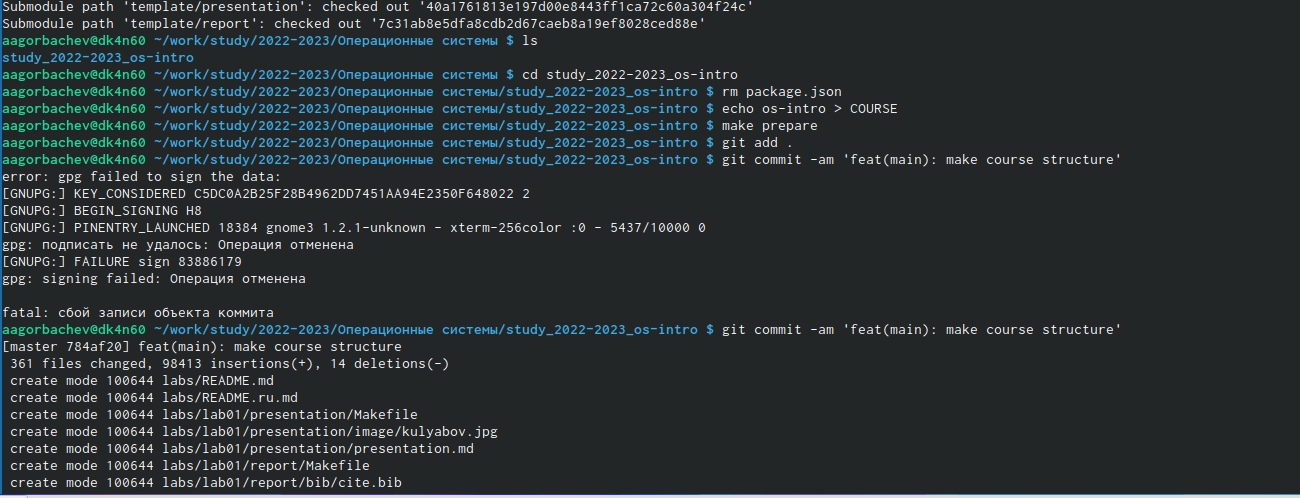 Submodule path 'template/presentation': checked out '40a1761813e197d00e8443ff1ca72c60a304f24c'
Submodule path 'template/report': checked out '7c31ab8e5dfa8cdb2d67caeb8a19ef8028ced88e'
aagorbachev@dk4n60 ~/work/study/2022-2023/Операционные системы $ ls
study_2022-2023_os-intro
aagorbachev@dk4n60 ~/work/study/2022-2023/Операционные системы $ cd study_2022-2023_os-intro
aagorbachev@dk4n60 ~/work/study/2022-2023/Операционные системы/study_2022-2023_os-intro $ rm package.json
aagorbachev@dk4n60 ~/work/study/2022-2023/Операционные системы/study_2022-2023_os-intro $ echo os-intro > COURSE
aagorbachev@dk4n60 ~/work/study/2022-2023/Операционные системы/study_2022-2023_os-intro $ make prepare
aagorbachev@dk4n60 ~/work/study/2022-2023/Операционные системы/study_2022-2023_os-intro $ git add .
aagorbachev@dk4n60 ~/work/study/2022-2023/Операционные системы/study_2022-2023_os-intro $ git commit -am 'feat(main): make course structure'
error: gpg failed to sign the data:
[GNUPG:] KEY_CONSIDERED C5DC0A2B25F28B4962DD7451AA94E2350F648022 2
[GNUPG:] BEGIN_SIGNING H8
[GNUPG:] PINENTRY_LAUNCHED 18384 gnome3 1.2.1-unknown - xterm-256color :0 - 5437/10000 0
gpg: подписать не удалось: Операция отменена
[GNUPG:] FAILURE sign 83886179
gpg: signing failed: Операция отменена
fatal: сбой записи объекта коммита
aagorbachev@dk4n60 ~/work/study/2022-2023/Операционные системы/study_2022-2023_os-intro $ git commit -am 'feat(main): make course structure'
[master 784af20] feat(main): make course structure
 361 files changed, 98413 insertions(+), 14 deletions(-)
 create mode 100644 labs/README.md
 create mode 100644 labs/README.ru.md
 create mode 100644 labs/lab01/presentation/Makefile
 create mode 100644 labs/lab01/presentation/image/kulyabov.jpg
 create mode 100644 labs/lab01/presentation/presentation.md
 create mode 100644 labs/lab01/report/Makefile
 create mode 100644 labs/lab01/report/bib/cite.bib